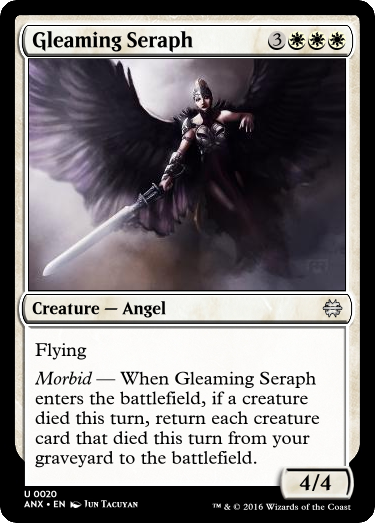 Gleaming Seraph 3
Creature — Angel
Flying
Morbid — When Gleaming Seraph
enters the battlefield, if a creature
died this turn, return each creature
card that died this turn from your
graveyard to the battlefield.
4/4
U 0020
ANX • EN Jun Tacuyan
™ & © 2016 Wizards of the Coast